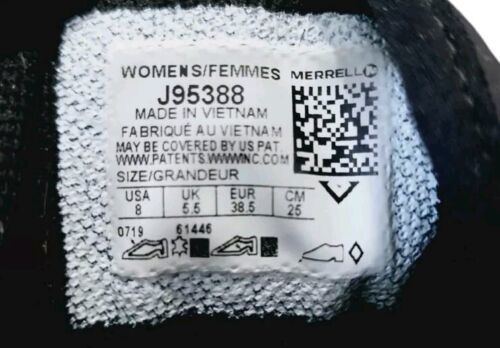 WOMENS/FEMMES MERRELL
J95388
MADE IN VIETNAM
FABRIQUÉ AU VIETNAM
MAY BE COVERED BY US PAT.
WWW.PATENTS.WWWINC.COM
SIZE/GRANDEUR
USA UK EUR CM
8 5.5 38.5 25
0719 61446